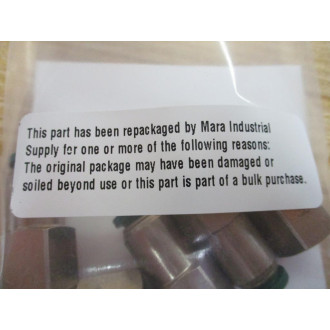 This part has been repackaged by Mara Industrial
Supply for one or more of the following reasons:
The original package may have been damaged or
soiled beyond use or this part is part of a bulk purchase.